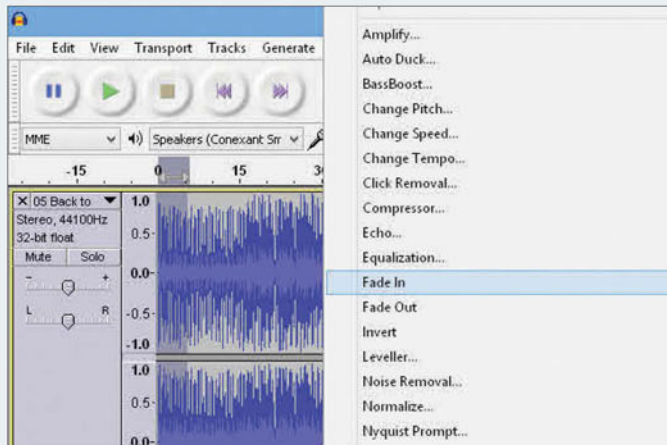 File Edit View Transport Tracks Generate
MME Speakers (Conexant Sm
-15 0 15 30
05 Back to
Stereo, 44100Hz
32-bit float
Mute Solo
- +
L R
1.0
0.5-
0.0-
-0.5-
-1.0
1.0
0.5-
0.0-
Amplify...
Auto Duck...
BassBoost...
Change Pitch...
Change Speed...
Change Tempo...
Click Removal...
Compressor...
Echo...
Equalization...
Fade In
Fade Out
Invert
Leveller...
Noise Removal...
Normalize...
Nyquist Prompt...